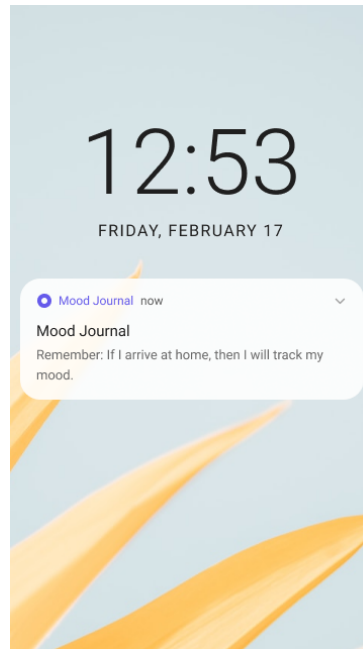 12:53
FRIDAY, FEBRUARY 17
Mood Journal now
Mood Journal
Remember: If I arrive at home, then I will track my
mood.